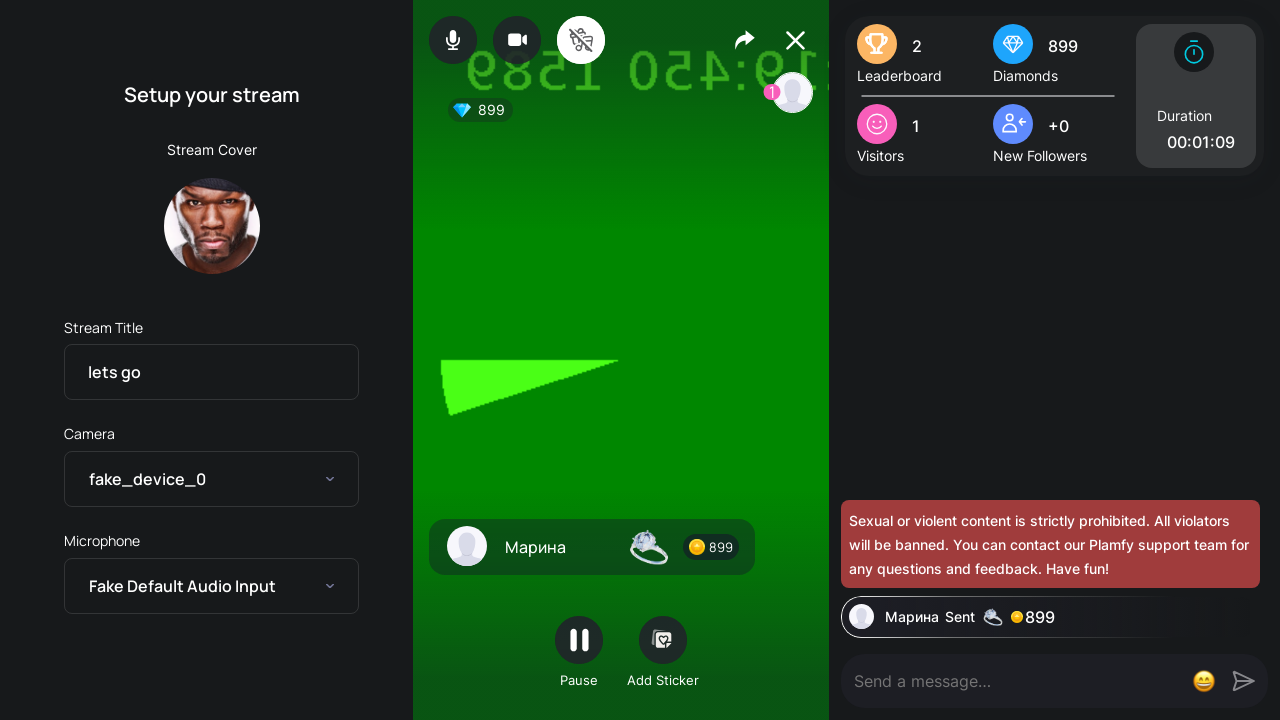 Setup your stream
Stream Cover
Stream Title
lets go
Camera
fake_device_0
Microphone
Fake Default Audio Input
899
1
Марина
899
Pause
Add Sticker
2
Leaderboard
899
Diamonds
1
Visitors
+0
New Followers
Duration
00:01:09
Sexual or violent content is strictly prohibited. All violators
will be banned. You can contact our Plamfy support team for
any questions and feedback. Have fun!
Марина Sent 899
Send a message...